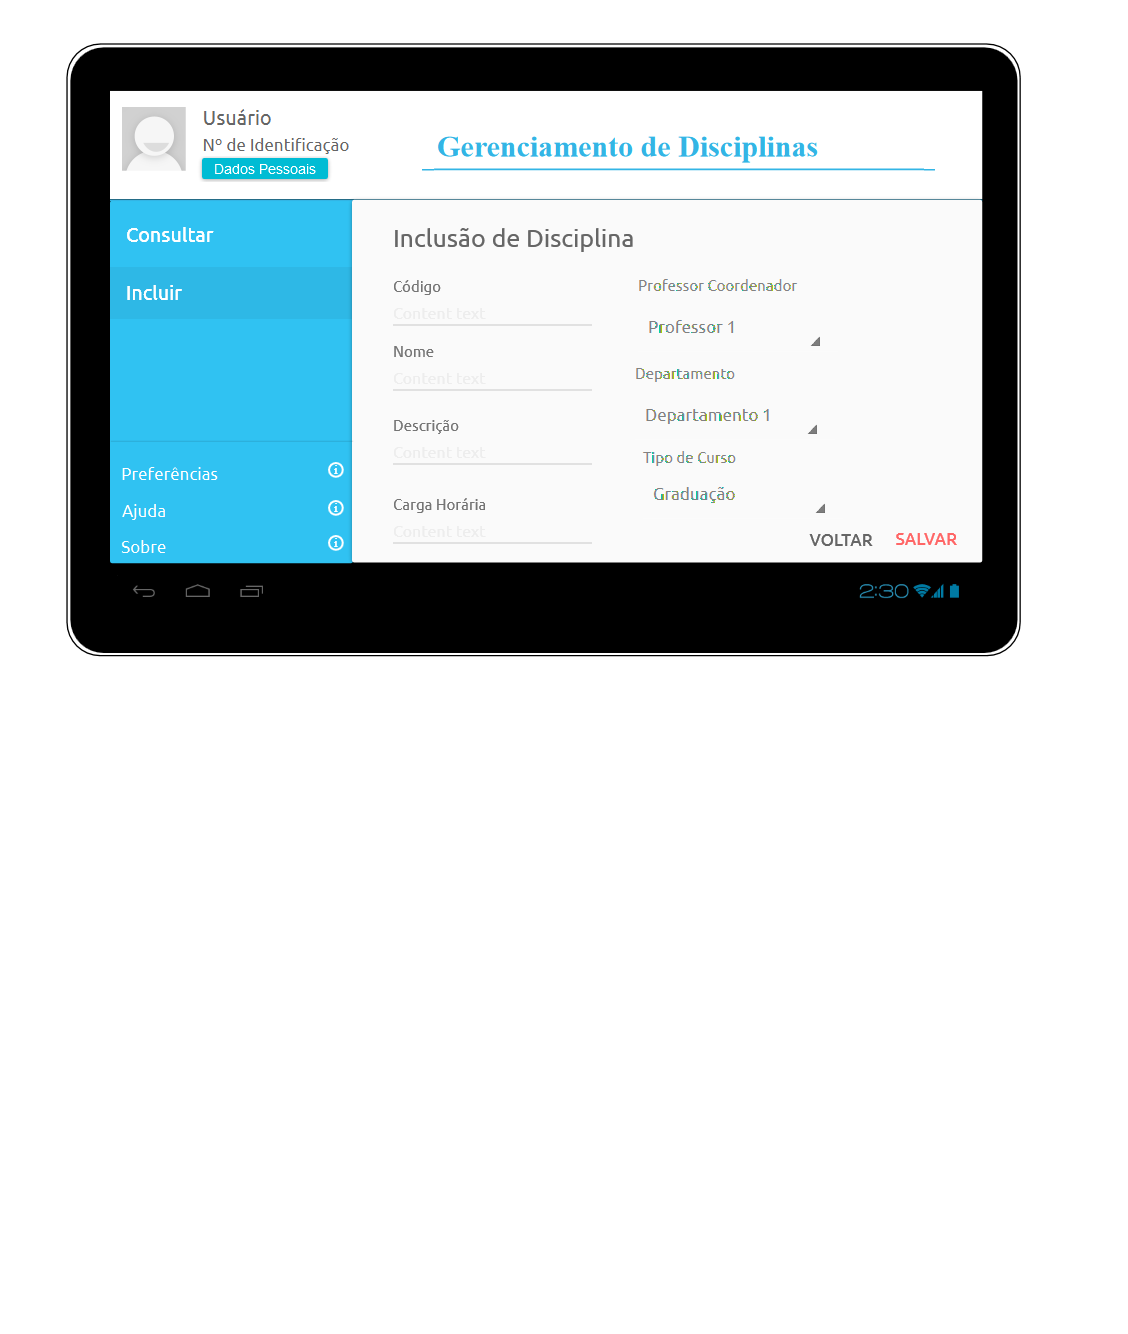 Usuário
Nº de Identificação
Dados Pessoais
Gerenciamento de Disciplinas
Consultar
Incluir
Preferências
Ajuda
Sobre
Inclusão de Disciplina
Código
Content text
Nome
Content text
Descrição
Content text
Carga Horária
Content text
Professor Coordenador
Professor 1
Departamento
Departamento 1
Tipo de Curso
Graduação
VOLTAR
SALVAR
2:30